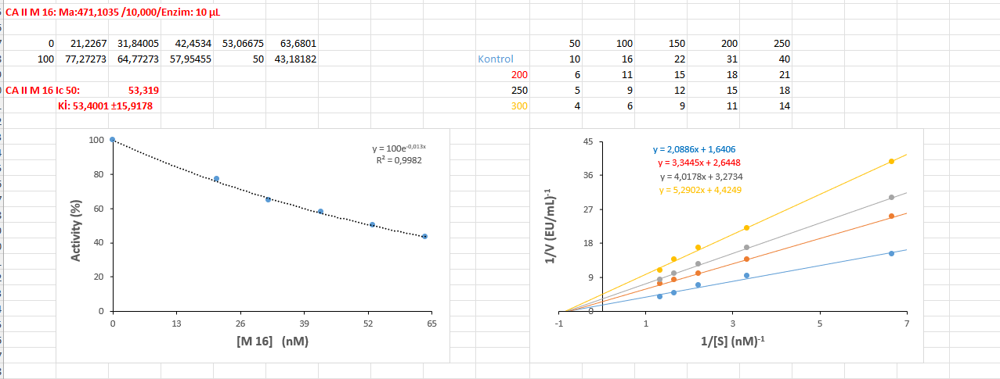 CA II M 16: Ma:471,1035 /10,000/Enzim: 10 µL
0 21,2267 31,84005 42,4534 53,06675 63,6801 50 100 150 200 250
100 77,27273 64,77273 57,95455 50 43,18182 Kontrol 10 16 22 31 40
200 6 11 15 18 21
CA II M 16 Ic 50: 53,319 250 5 9 12 15 18
Kİ: 53,4001 ±15,9178 300 4 6 9 11 14
100
80
60
40
20
0
Activity (%)
y = 100e^-0,013x
R² = 0,9982
0 13 26 39 52 65
[M 16] (nM)
45
36
27
18
9
0
1/V (EU/mL)⁻¹
y = 2,0886x + 1,6406
y = 3,3445x + 2,6448
y = 4,0178x + 3,2734
y = 5,2902x + 4,4249
-1 1 3 5 7
1/[S] (nM)⁻¹